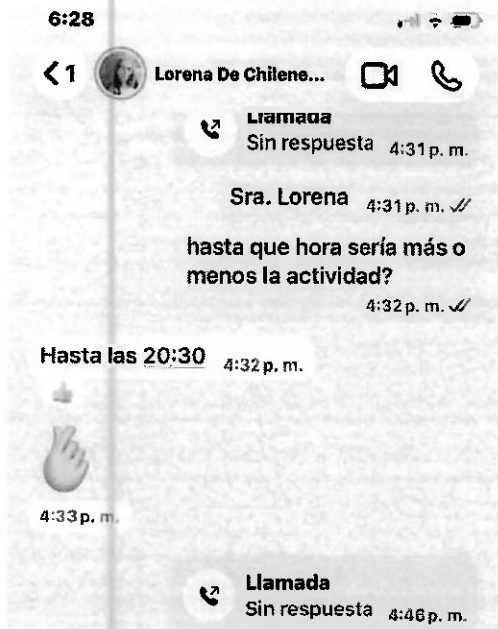 6:28
1 Lorena De Chilene...
Llamada
Sin respuesta 4:31 p. m.
Sra. Lorena 4:31 p. m.
hasta que hora sería más o
menos la actividad?
4:32 p. m.
Hasta las 20:30 4:32 p. m.
4:33 p. m.
Llamada
Sin respuesta 4:46 p. m.